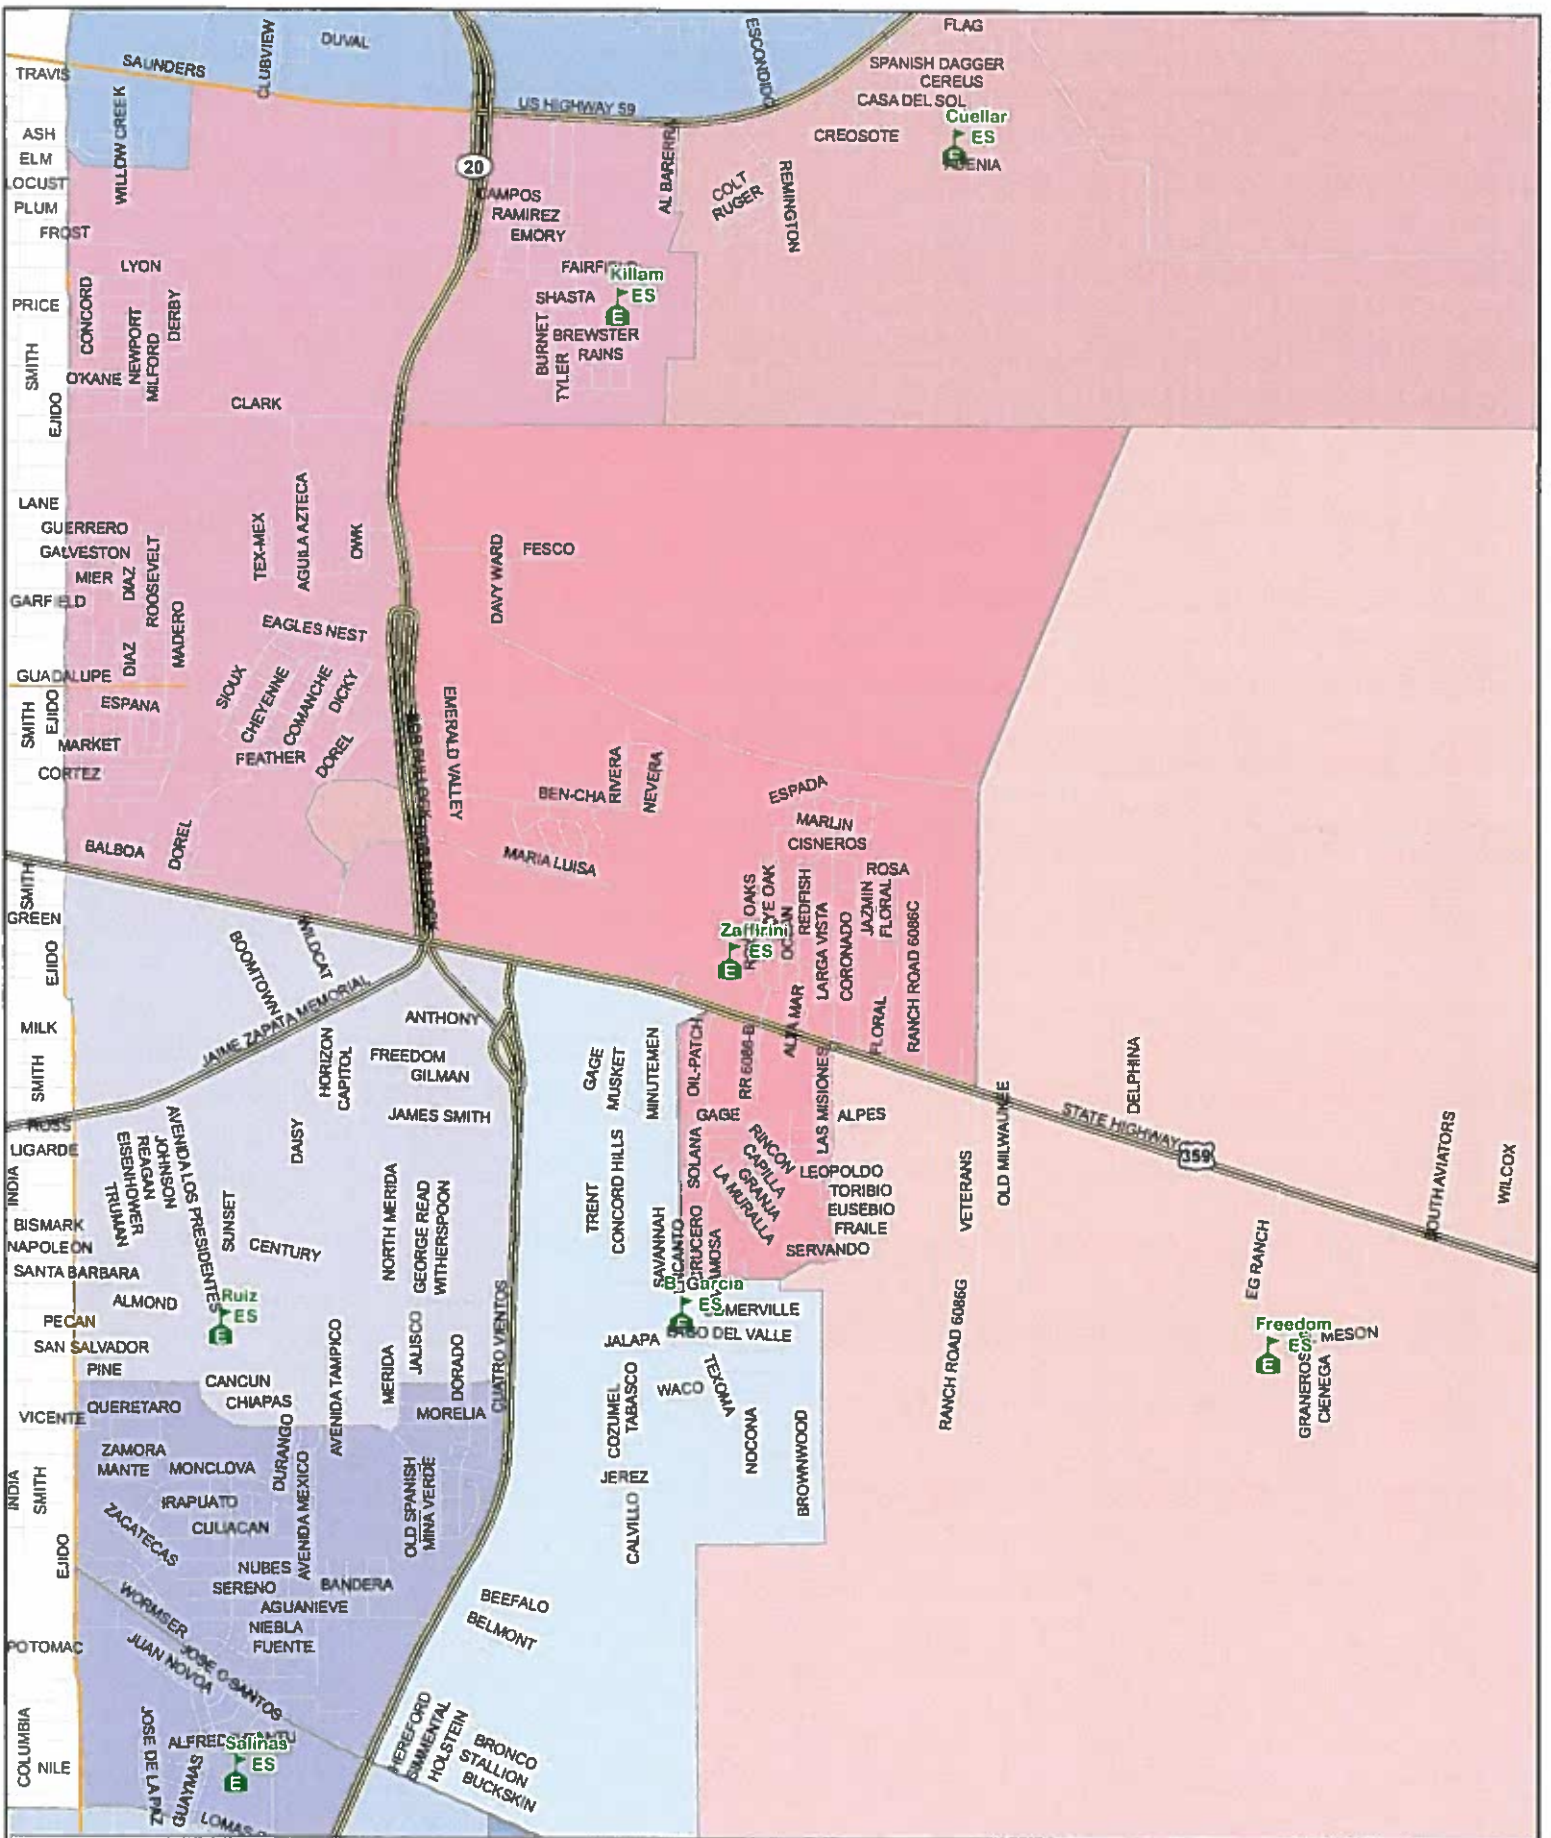 FLAG
ESCONDIDO
DUVAL
CLUBVIEW
SAUNDERS
TRAVIS
SPANISH DAGGER
CEREUS
CASA DEL SOL
US HIGHWAY 59
Cuellar
ES
E
CREOSOTE
WILLOW CREEK
ASH
ELM
LOCUST
PLUM
FROST
20
AL BARERRA
COLT
RUGER
REMINGTON
CAMPOS
RAMIREZ
EMORY
LYON
Killam
ES
E
SHASTA
BREWSTER
RAINS
BURNET
TYLER
PRICE
CONCORD
NEWPORT
MILFORD
DERBY
SMITH
O'KANE
EJIDO
CLARK
LANE
GUERRERO
GALVESTON
MIER
DIAZ
ROOSEVELT
GARFIELD
MADERO
DIAZ
TEX-MEX
AGUILA AZTECA
OWK
DAVY WARD
FESCO
EAGLES NEST
GUADALUPE
SIOUX
CHEYENNE
COMANCHE
DICKY
ESPANA
SMITH
EJIDO
MARKET
CORTEZ
FEATHER
DOREL
EMERALD VALLEY
BEN-CHA
RIVERA
NEVERA
ESPADA
MARLIN
CISNEROS
BALBOA
DOREL
MARIA LUISA
ROSA
JAZMIN
FLORAL
REDFISH
LARGA VISTA
CORONADO
RANCH ROAD 6086C
Zaffirini
ES
E
SMITH
GREEN
EJIDO
WILDCAT
BOOMTOWN
JAIME ZAPATA MEMORIAL
ANTHONY
ALTA MAR
FLORAL
MILK
SMITH
HORIZON
CAPITOL
FREEDOM
GILMAN
GAGE
MUSKET
MINUTEMEN
OIL-PATCH
RR 6086-B
LAS MISIONES
DELPHINA
OLD MILWAUKEE
STATE HIGHWAY
359
ROSS
JAMES SMITH
GAGE
ALPES
LIGARDE
INDIA
EISENHOWER
REAGAN
JOHNSON
AVENIDA LOS PRESIDENTES
TRUMAN
DAISY
SUNSET
CENTURY
NORTH MERIDA
GEORGE READ
WITHERSPOON
TRENT
CONCORD HILLS
SOLANA
RINCON
CAPILLA
GRANJA
LA MURALLA
LEOPOLDO
TORIBIO
EUSEBIO
FRAILE
SERVANDO
VETERANS
SOUTH AVIATORS
WILCOX
BISMARK
NAPOLEON
SANTA BARBARA
SAVANNAH
CRUCERO
EG RANCH
ALMOND
Ruiz
ES
E
PECAN
SAN SALVADOR
PINE
CUATRO VIENTOS
B Garcia
ES
E
JALAPA
RANCH ROAD 6086G
Freedom
ES
E
MESON
CIENEGA
AVENIDA TAMPICO
MERIDA
JALISCO
DORADO
CANCUN
CHIAPAS
QUERETARO
VICENTE
MORELIA
COZUMEL
TABASCO
WACO
TEXOMA
NOCONA
BROWNWOOD
ZAMORA
MANTE
MONCLOVA
DURANGO
AVENIDA MEXICO
INDIA
SMITH
IRAPUATO
CULIACAN
ZACATECAS
OLD SPANISH
MINA VERDE
JEREZ
CALVILLO
EJIDO
NUBES
SERENO
BANDERA
AGUANIEVE
NIEBLA
FUENTE
WORMSER
JUAN NOVOA
JOSE G SANTOS
BEEFALO
BELMONT
POTOMAC
COLUMBIA
NILE
JOSE DE LA PAZ
Salinas
ES
E
GUAYMAS
LOMAS
HEREFORD
SIMMENTAL
HOLSTEIN
BRONCO
STALLION
BUCKSKIN